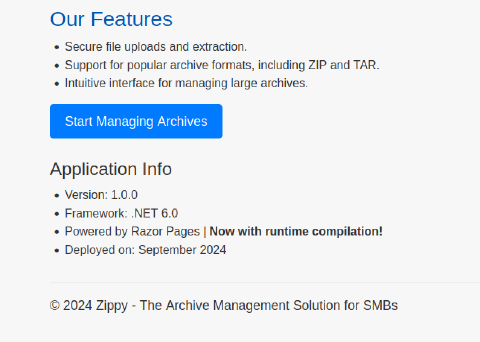 Our Features
• Secure file uploads and extraction.
• Support for popular archive formats, including ZIP and TAR.
• Intuitive interface for managing large archives.
Start Managing Archives
Application Info
• Version: 1.0.0
• Framework: .NET 6.0
• Powered by Razor Pages | Now with runtime compilation!
• Deployed on: September 2024
© 2024 Zippy - The Archive Management Solution for SMBs